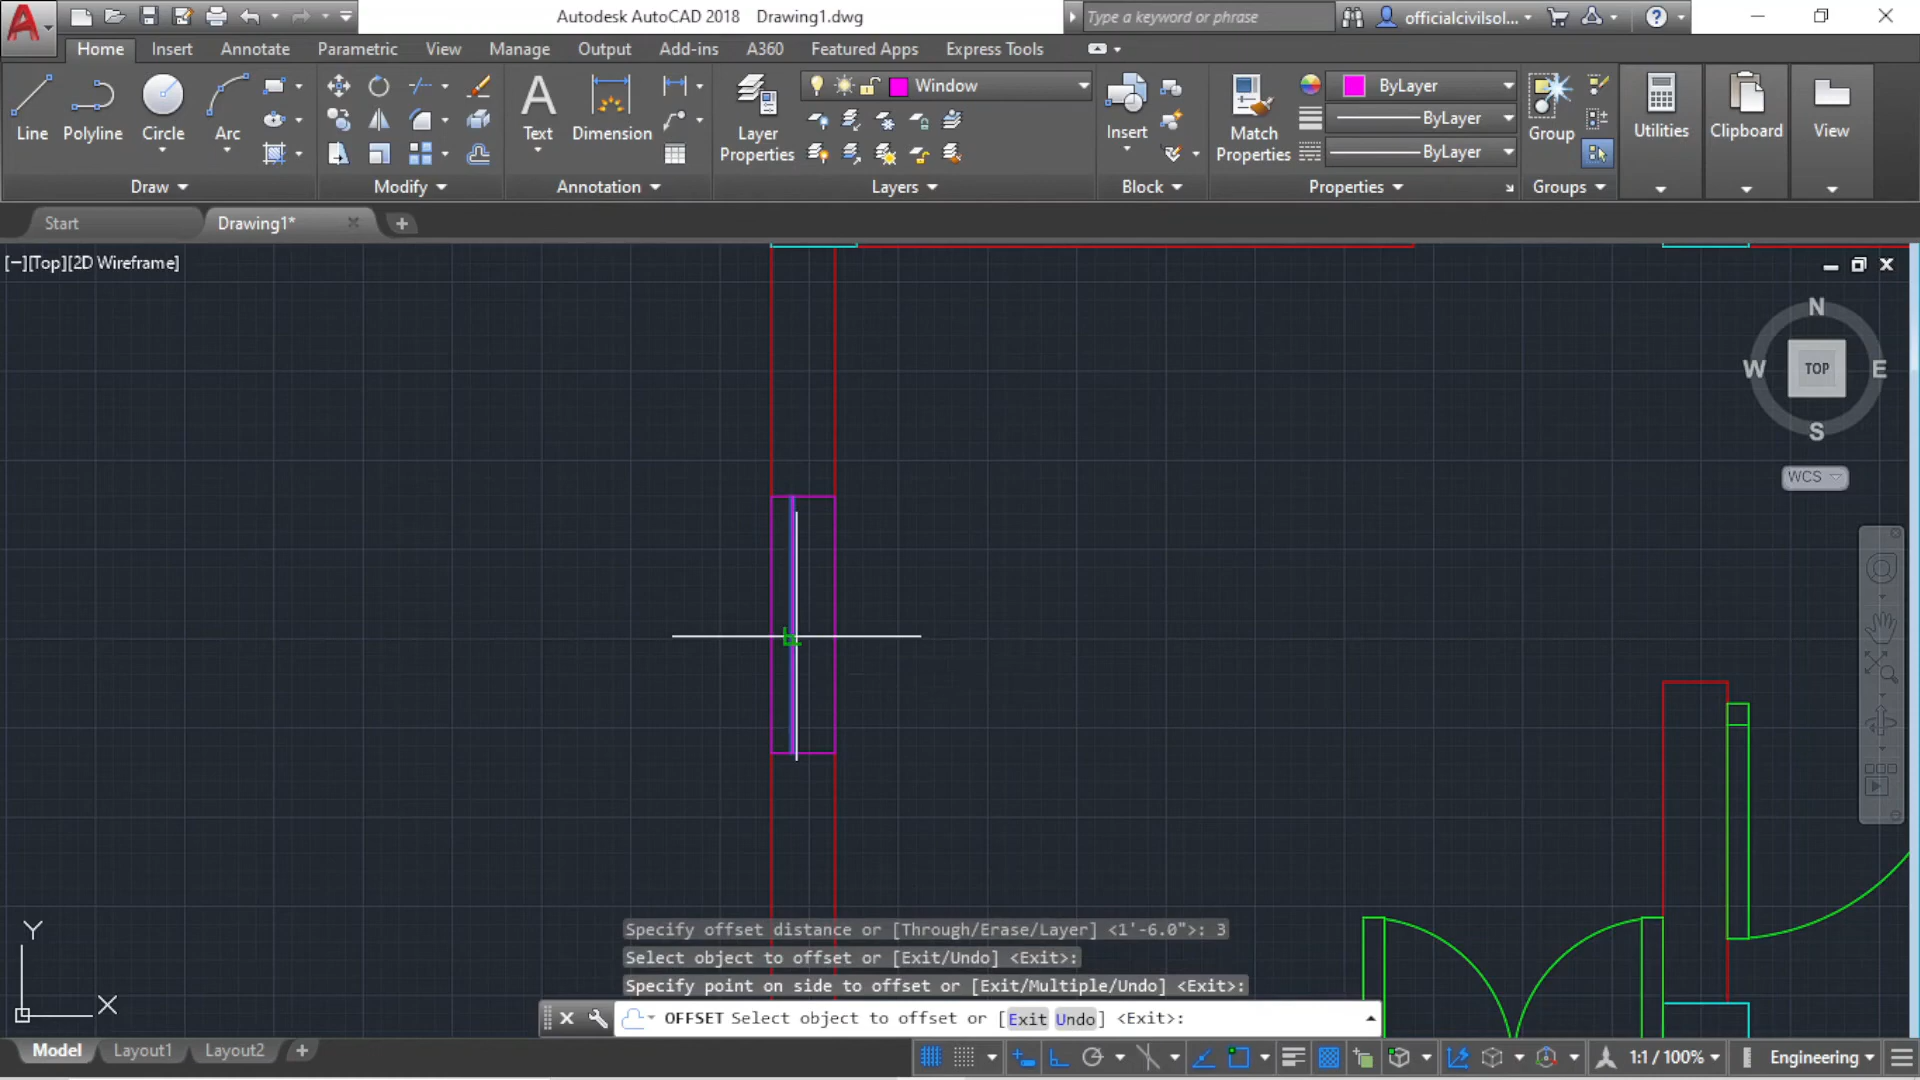 Autodesk AutoCAD 2018 Drawing1.dwg
Type a keyword or phrase
officialcivilsol...
Home Insert Annotate Parametric View Manage Output Add-ins A360 Featured Apps Express Tools
Window
ByLayer
Line Polyline Circle Arc
Text Dimension
Layer Properties
Insert
Match Properties
ByLayer
ByLayer
Group
Utilities
Clipboard
View
Draw Modify Annotation Layers Block Properties Groups
Start Drawing1*
[−][Top][2D Wireframe]
N
W TOP E
S
WCS
Y
X
Specify offset distance or [Through/Erase/Layer] <1'-6.0">: 3
Select object to offset or [Exit/Undo] <Exit>:
Specify point on side to offset or [Exit/Multiple/Undo] <Exit>:
OFFSET Select object to offset or [Exit Undo] <Exit>:
Model Layout1 Layout2
1:1 / 100% Engineering